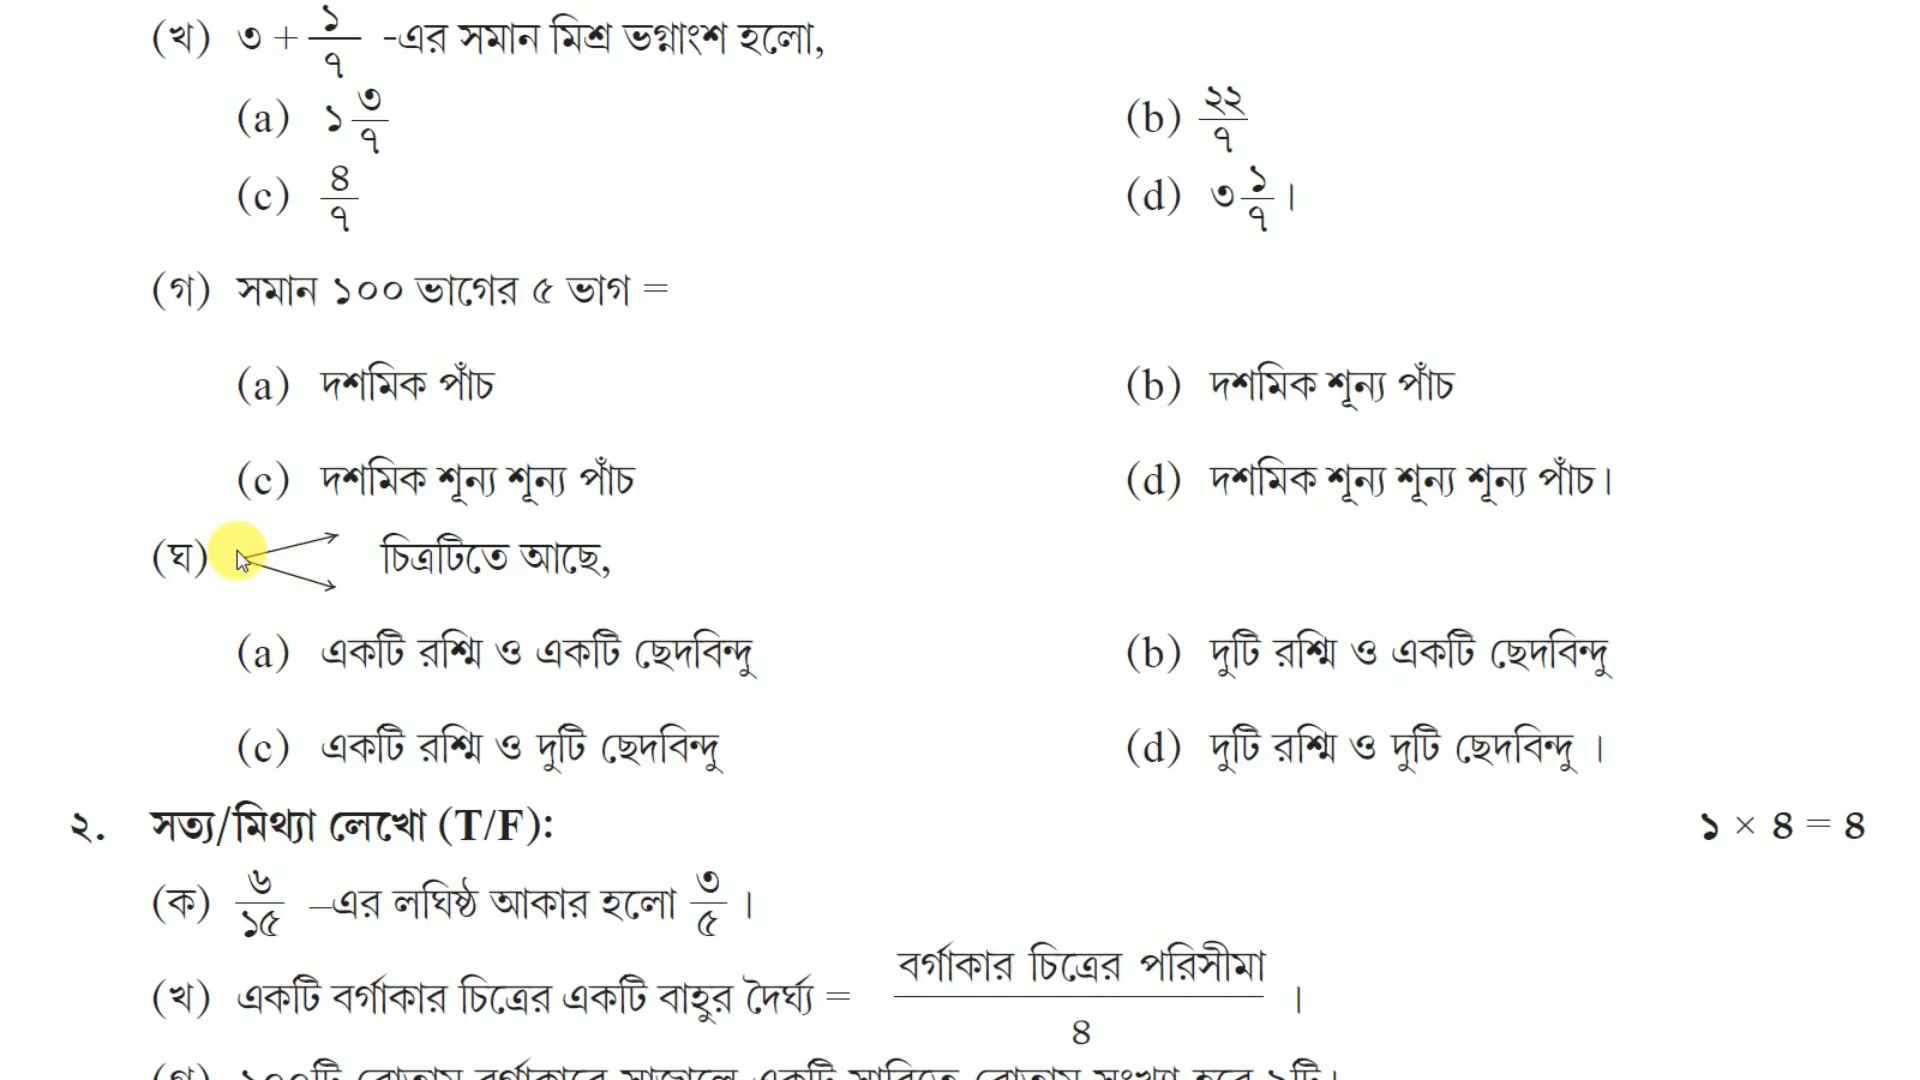 (খ) ৩ + ১/৭ -এর সমান মিশ্র ভগ্নাংশ হলো,
(a) ১ ৩/৭ (b) ২২/৭
(c) ৪/৭ (d) ৩ ১/৭ ।
(গ) সমান ১০০ ভাগের ৫ ভাগ =
(a) দশমিক পাঁচ (b) দশমিক শূন্য পাঁচ
(c) দশমিক শূন্য শূন্য পাঁচ (d) দশমিক শূন্য শূন্য শূন্য পাঁচ।
(ঘ) চিত্রটিতে আছে,
(a) একটি রশ্মি ও একটি ছেদবিন্দু (b) দুটি রশ্মি ও একটি ছেদবিন্দু
(c) একটি রশ্মি ও দুটি ছেদবিন্দু (d) দুটি রশ্মি ও দুটি ছেদবিন্দু ।
২. সত্য/মিথ্যা লেখো (T/F): ১ × ৪ = ৪
(ক) ৬/১৫ –এর লঘিষ্ঠ আকার হলো ৩/৫ ।
(খ) একটি বর্গাকার চিত্রের একটি বাহুর দৈর্ঘ্য = বর্গাকার চিত্রের পরিসীমা/৪ ।